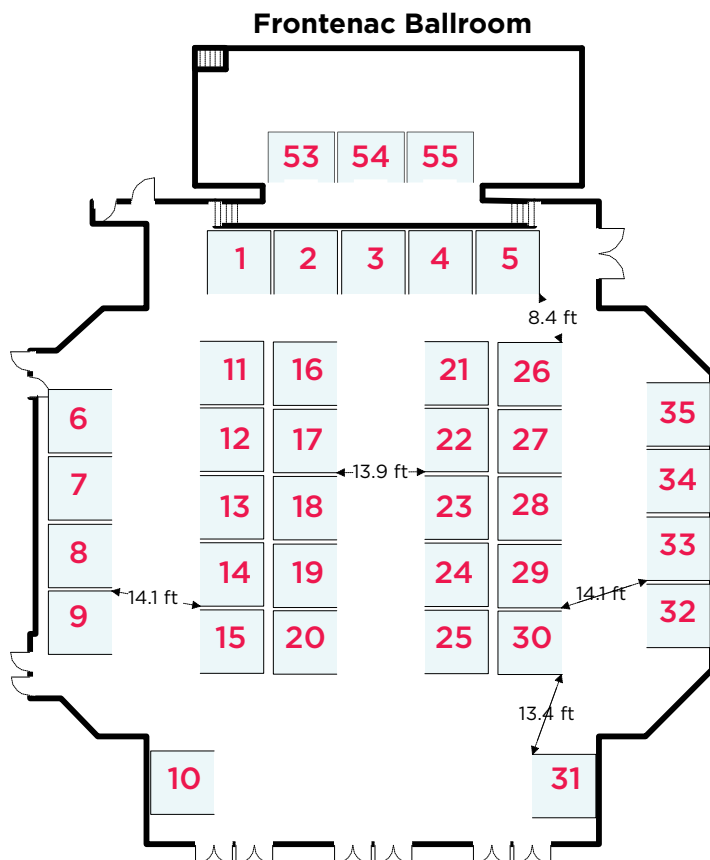 Frontenac Ballroom
53 54 55
1 2 3 4 5
8.4 ft
11 16 21 26
35
6
12 17 22 27
13.9 ft
34
7
13 18 23 28
33
8
14 19 24 29
14.1 ft
14.1 ft
32
9
15 20 25 30
13.4 ft
10
31